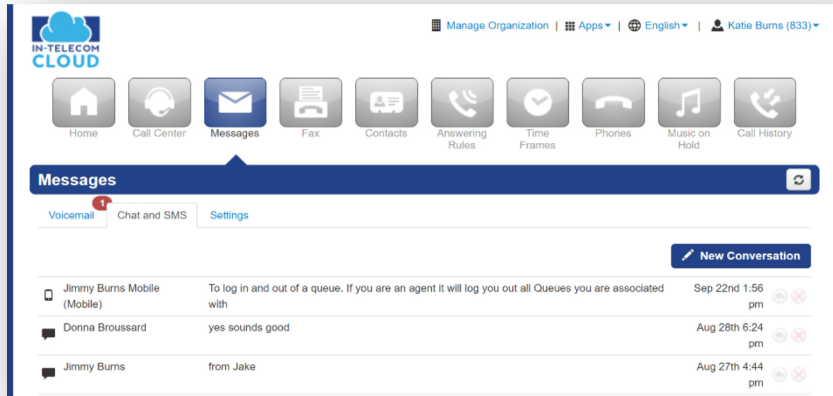 IN-TELECOM
CLOUD
Manage Organization | Apps | English | Katie Burns (833)
Home
Call Center
Messages
Fax
Contacts
Answering
Rules
Time
Frames
Phones
Music on
Hold
Call History
Messages
Voicemail
1
Chat and SMS
Settings
New Conversation
Jimmy Burns Mobile
(Mobile)
To log in and out of a queue. If you are an agent it will log you out all Queues you are associated
with
Sep 22nd 1:56
pm
Donna Broussard
yes sounds good
Aug 28th 6:24
pm
Jimmy Burns
from Jake
Aug 27th 4:44
pm